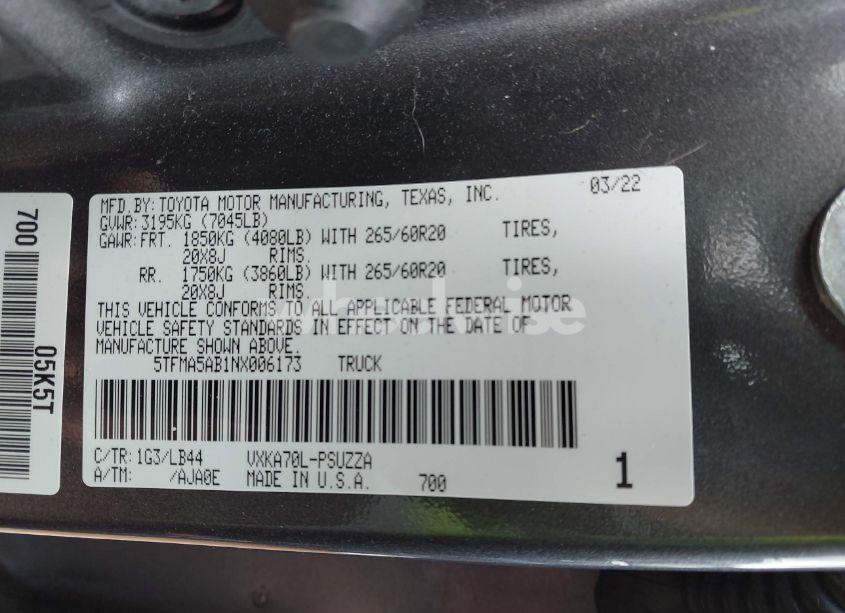 MFD.BY:TOYOTA MOTOR MANUFACTURING, TEXAS, INC. 03/22
GVWR:3195KG (7045LB)
GAWR:FRT. 1850KG (4080LB) WITH 265/60R20 TIRES,
20X8J RIMS.
RR. 1750KG (3860LB) WITH 265/60R20 TIRES,
20X8J RIMS.
THIS VEHICLE CONFORMS TO ALL APPLICABLE FEDERAL MOTOR
VEHICLE SAFETY STANDARDS IN EFFECT ON THE DATE OF
MANUFACTURE SHOWN ABOVE.
5TFMA5AB1NX006173 TRUCK
C/TR:1G3/LB44 VXKA70L-PSUZZA
A/TM: /AJA0E MADE IN U.S.A. 700 1
700
05K5T